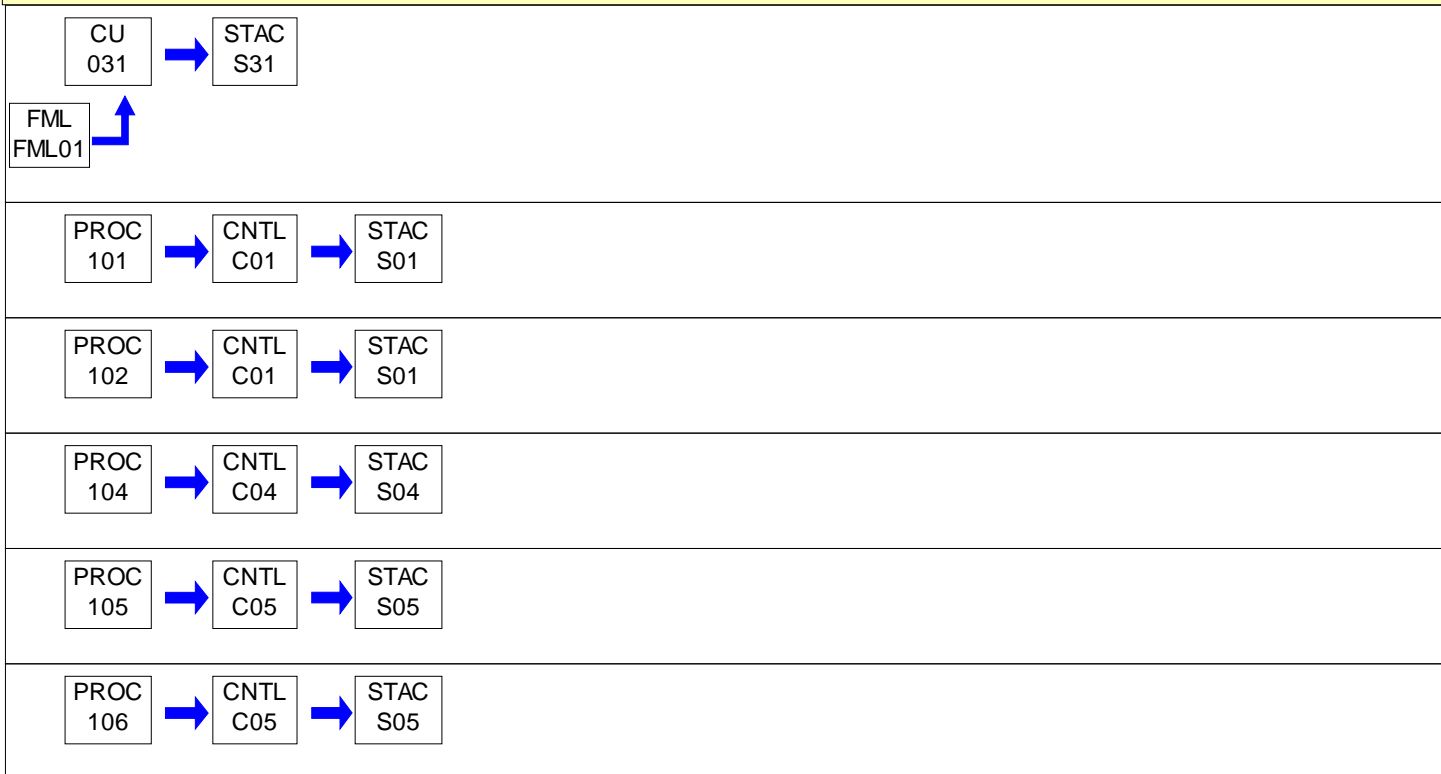 CU
031
STAC
S31
FML
FML01
PROC
101
CNTL
C01
STAC
S01
PROC
102
CNTL
C01
STAC
S01
PROC
104
CNTL
C04
STAC
S04
PROC
105
CNTL
C05
STAC
S05
PROC
106
CNTL
C05
STAC
S05